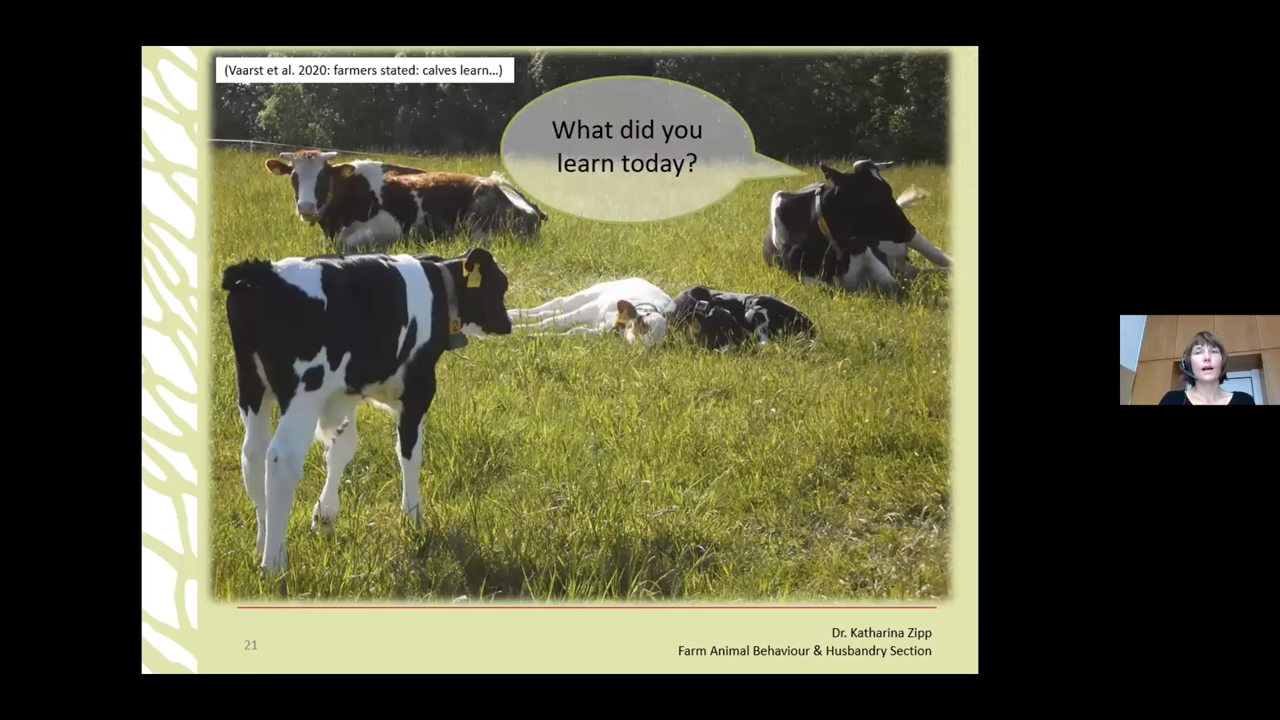 (Vaarst et al. 2020: farmers stated: calves learn...)
What did you
learn today?
21
Dr. Katharina Zipp
Farm Animal Behaviour & Husbandry Section